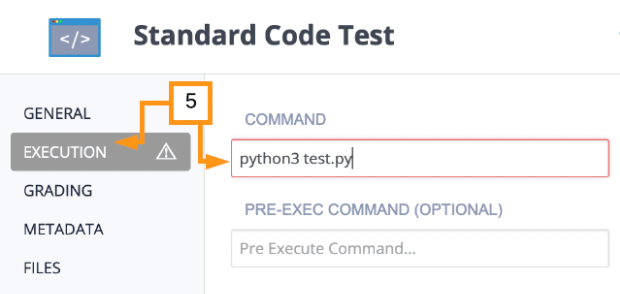 </>
Standard Code Test
GENERAL
EXECUTION
GRADING
METADATA
FILES
5
COMMAND
python3 test.py
PRE-EXEC COMMAND (OPTIONAL)
Pre Execute Command...